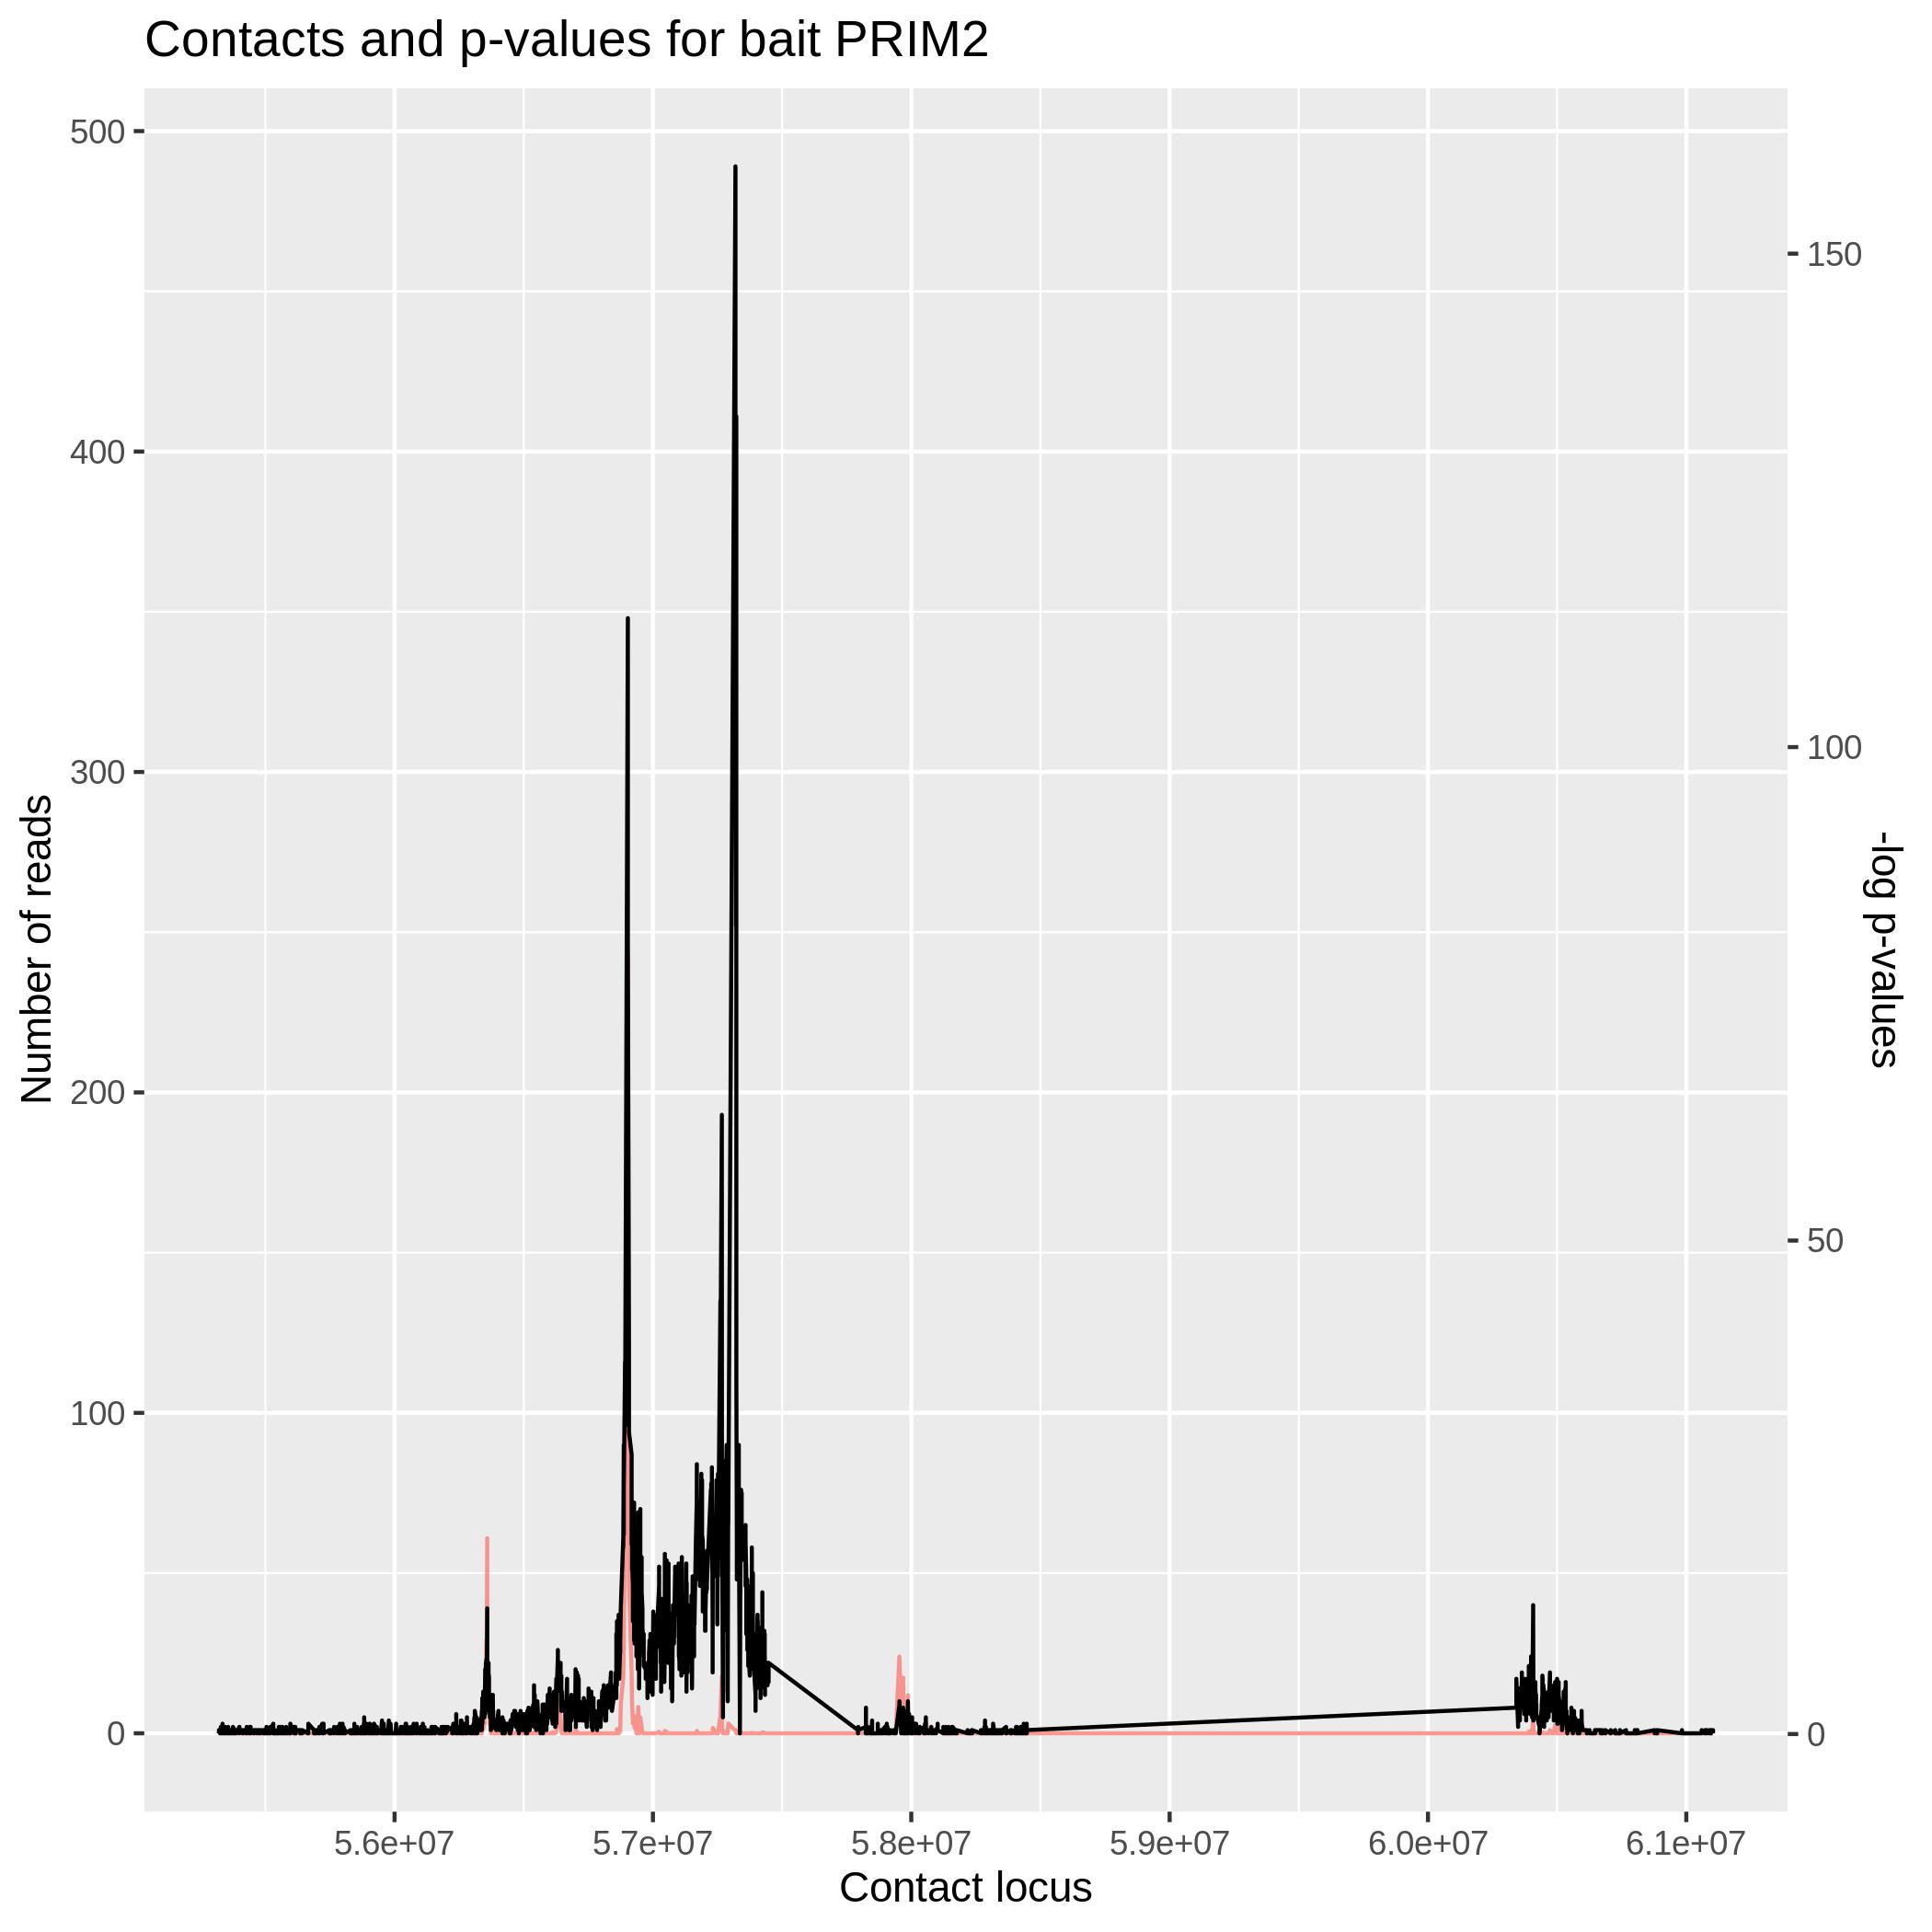 Contacts and p-values for bait PRIM2
500
400
300
200
100
0
Number of reads
150
100
50
0
-log p-values
5.6e+07
5.7e+07
5.8e+07
5.9e+07
6.0e+07
6.1e+07
Contact locus